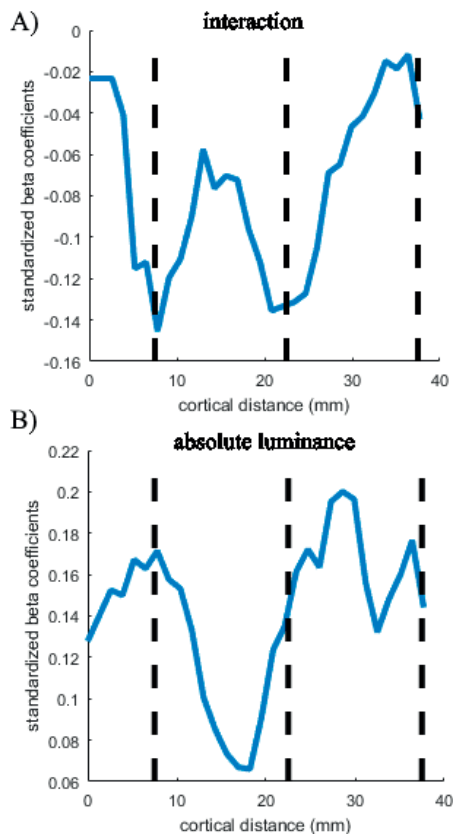 A)
interaction
0
-0.02
-0.04
-0.06
-0.08
-0.1
-0.12
-0.14
-0.16
standardized beta coefficients
0 10 20 30 40
cortical distance (mm)
B)
absolute luminance
0.22
0.2
0.18
0.16
0.14
0.12
0.1
0.08
0.06
standardized beta coefficients
0 10 20 30 40
cortical distance (mm)